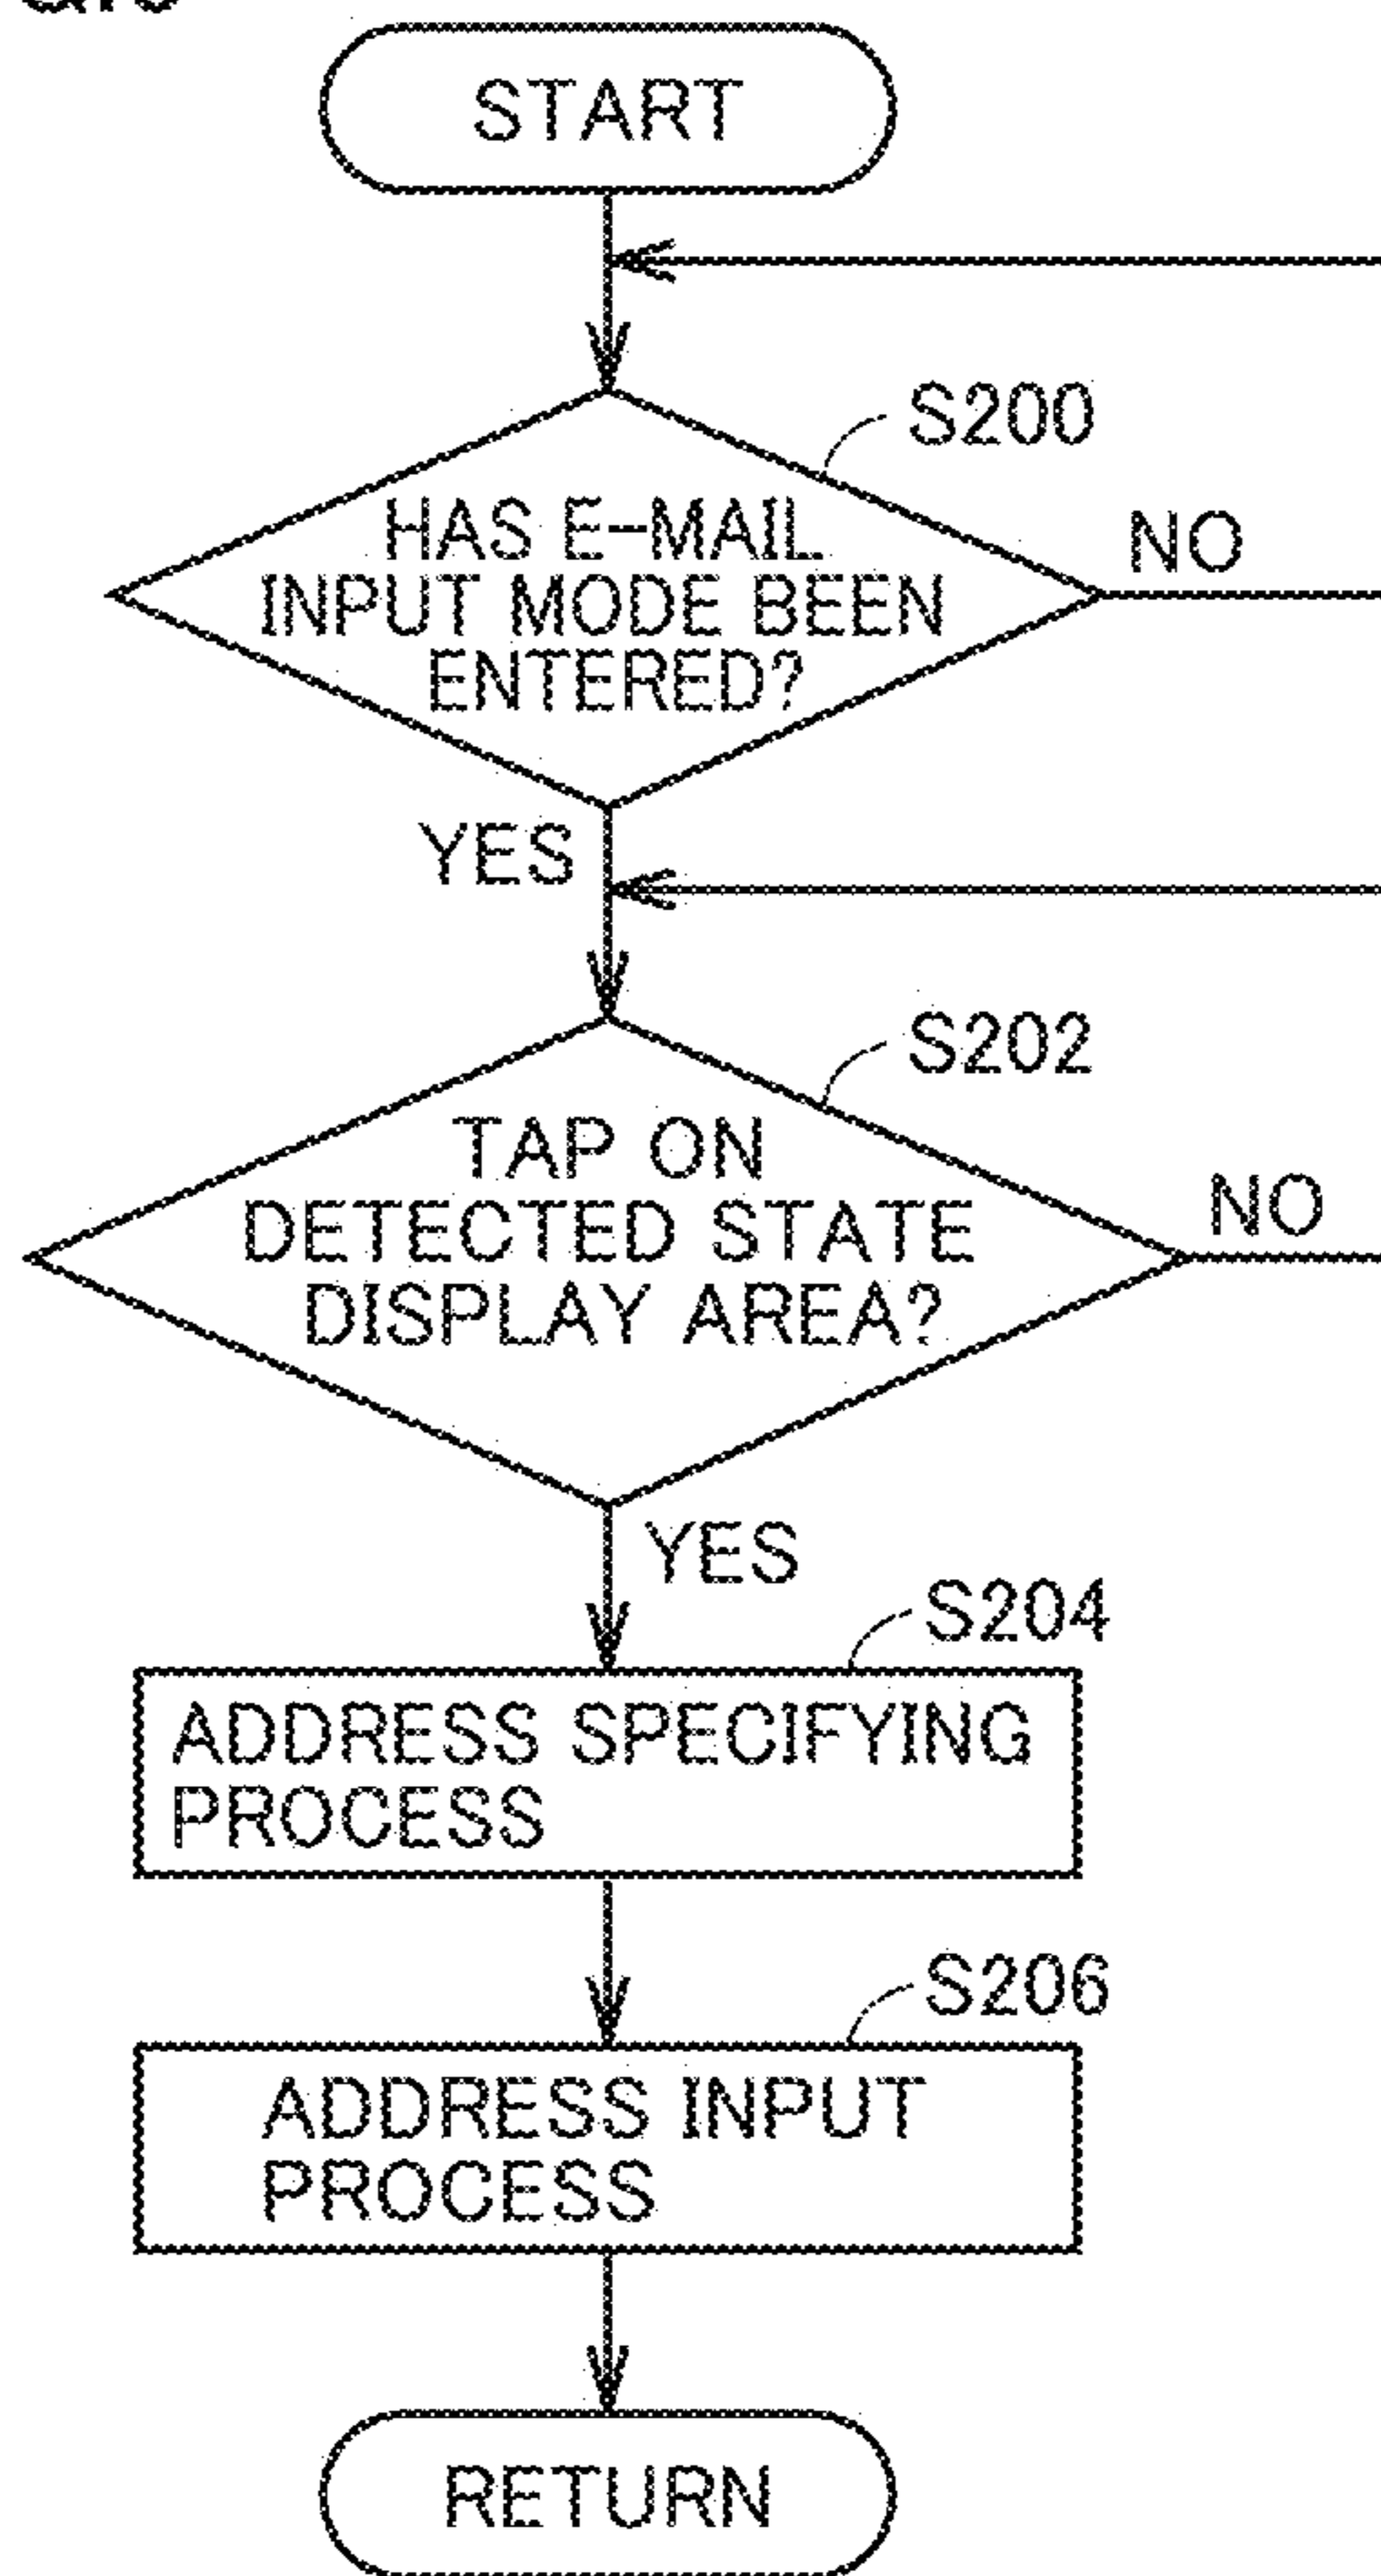 START
S200
HAS E-MAIL
INPUT MODE BEEN
ENTERED?
NO
YES
S202
TAP ON
DETECTED STATE
DISPLAY AREA?
NO
YES
S204
ADDRESS SPECIFYING
PROCESS
S206
ADDRESS INPUT
PROCESS
RETURN